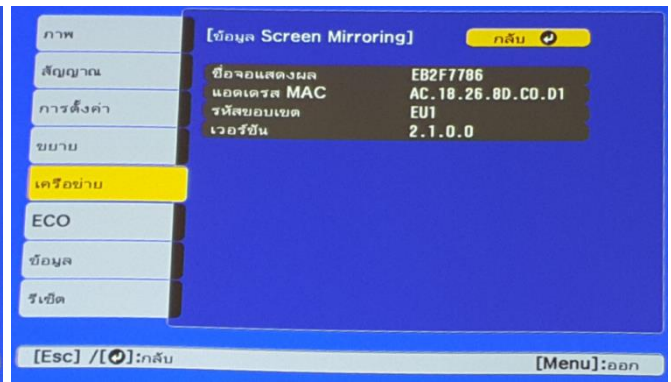 ภาพ
สัญญาณ
การตั้งค่า
ขยาย
เครือข่าย
ECO
ข้อมูล
รีเซ็ต
[ข้อมูล Screen Mirroring]
กลับ
ชื่อจอแสดงผล EB2F7786
แอดเดรส MAC AC.18.26.8D.C0.D1
รหัสขอบเขต EU1
เวอร์ชัน 2.1.0.0
[Esc] /[]:กลับ
[Menu]:ออก